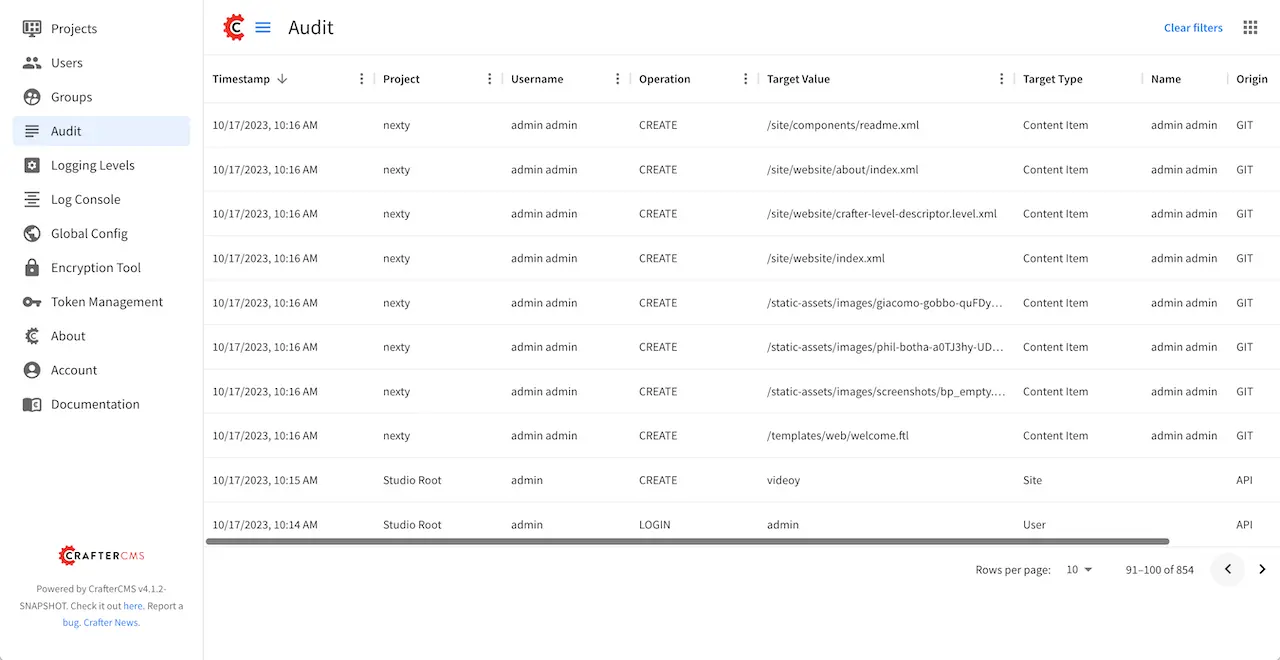 Projects
Users
Groups
Audit
Logging Levels
Log Console
Global Config
Encryption Tool
Token Management
About
Account
Documentation
CRAFTERCMS
Powered by CrafterCMS v4.1.2-
SNAPSHOT. Check it out here. Report a
bug. Crafter News.
Audit
Clear filters
Timestamp Project Username Operation Target Value Target Type Name Origin
10/17/2023, 10:16 AM nexty admin admin CREATE /site/components/readme.xml Content Item admin admin GIT
10/17/2023, 10:16 AM nexty admin admin CREATE /site/website/about/index.xml Content Item admin admin GIT
10/17/2023, 10:16 AM nexty admin admin CREATE /site/website/crafter-level-descriptor.level.xml Content Item admin admin GIT
10/17/2023, 10:16 AM nexty admin admin CREATE /site/website/index.xml Content Item admin admin GIT
10/17/2023, 10:16 AM nexty admin admin CREATE /static-assets/images/giacomo-gobbo-quFDy... Content Item admin admin GIT
10/17/2023, 10:16 AM nexty admin admin CREATE /static-assets/images/phil-botha-a0TJ3hy-UD... Content Item admin admin GIT
10/17/2023, 10:16 AM nexty admin admin CREATE /static-assets/images/screenshots/bp_empty.... Content Item admin admin GIT
10/17/2023, 10:16 AM nexty admin admin CREATE /templates/web/welcome.ftl Content Item admin admin GIT
10/17/2023, 10:15 AM Studio Root admin CREATE videoy Site API
10/17/2023, 10:14 AM Studio Root admin LOGIN admin User API
Rows per page: 10 91–100 of 854